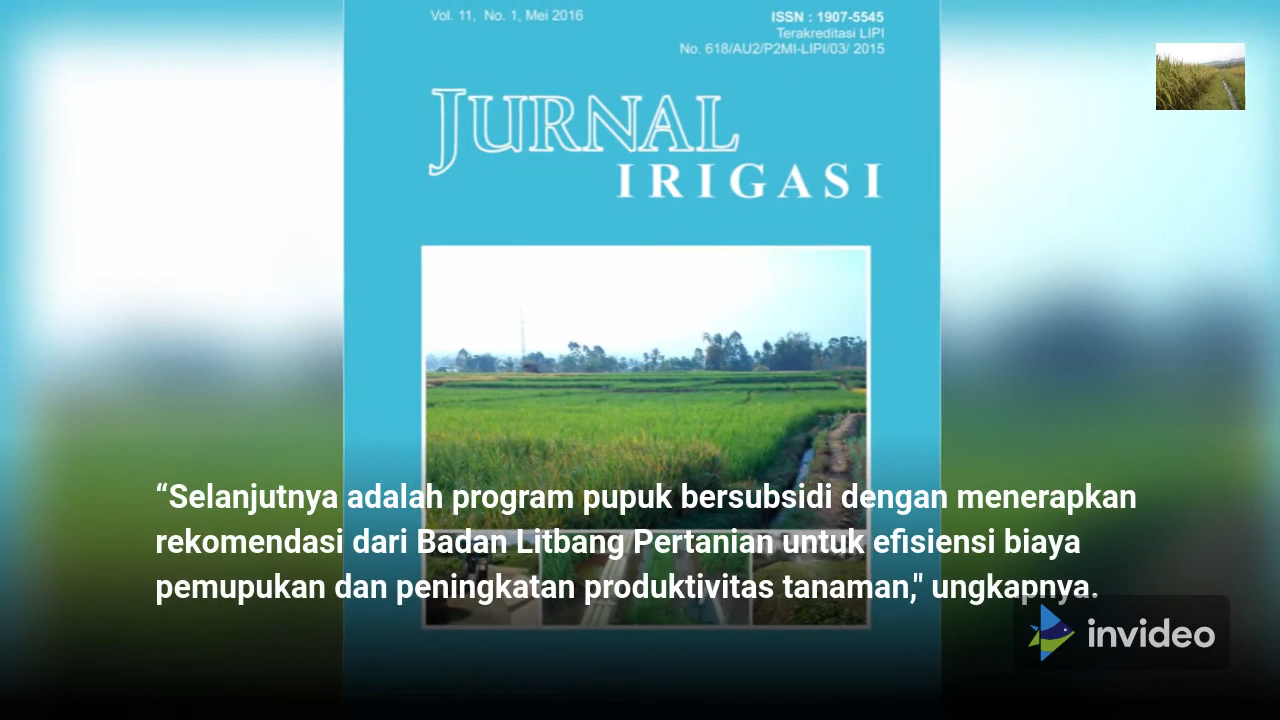 Vol. 11, No. 1, Mei 2016
ISSN : 1907-5545
Terakreditasi LIPI
No. 618/AU2/P2MI-LIPI/03/ 2015
JURNAL
IRIGASI
“Selanjutnya adalah program pupuk bersubsidi dengan menerapkan
rekomendasi dari Badan Litbang Pertanian untuk efisiensi biaya
pemupukan dan peningkatan produktivitas tanaman," ungkapnya.
invideo